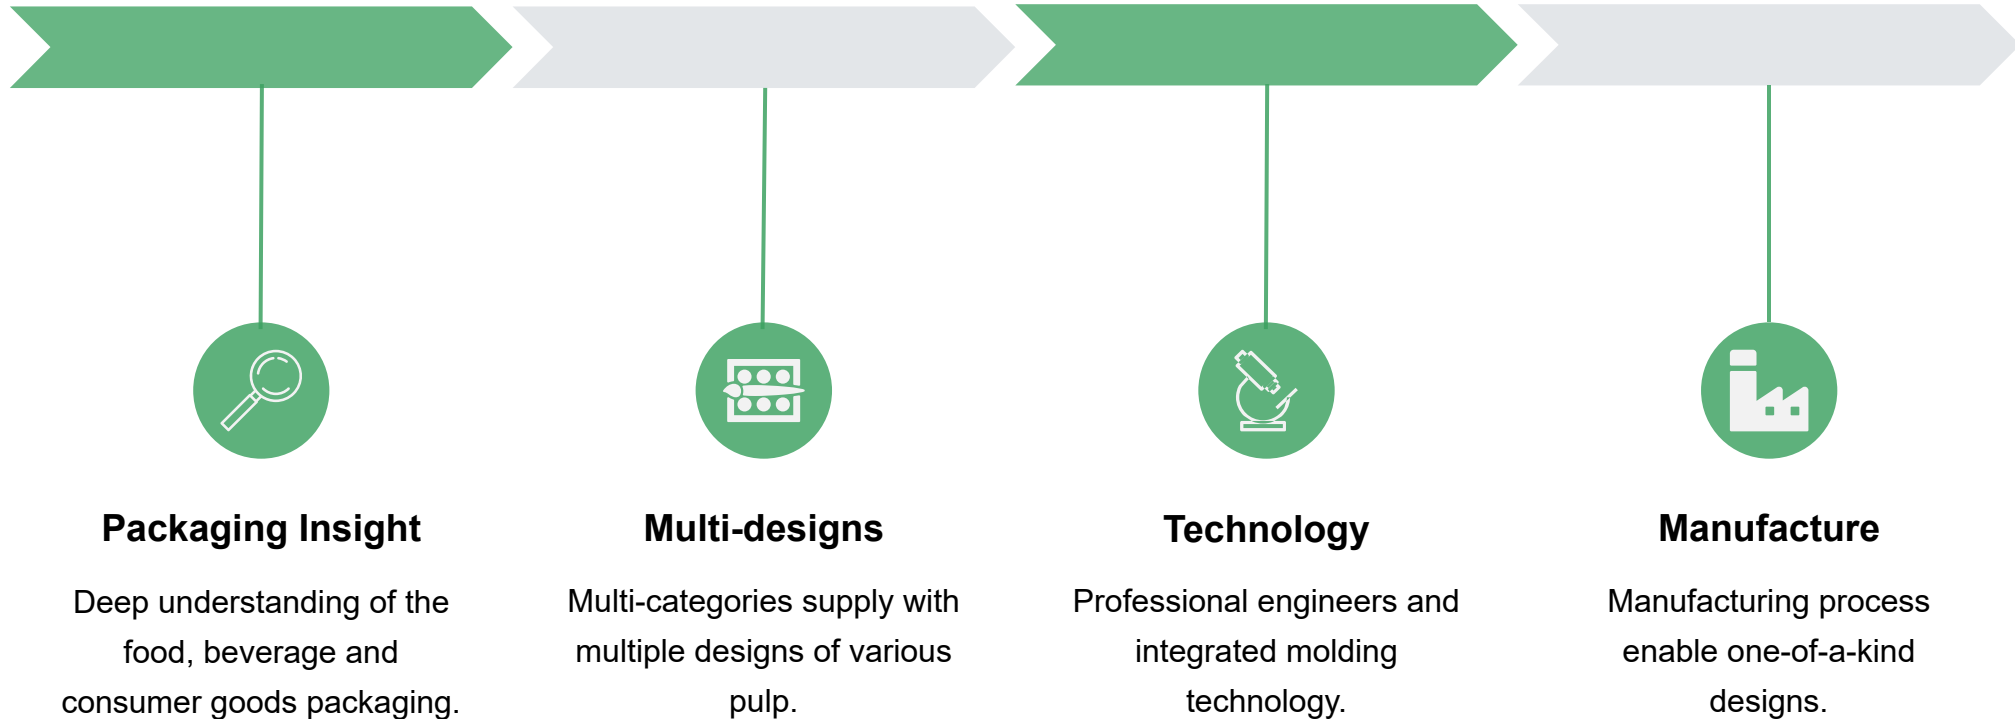 Packaging Insight
Deep understanding of the
food, beverage and
consumer goods packaging.
Multi-designs
Multi-categories supply with
multiple designs of various
pulp.
Technology
Professional engineers and
integrated molding
technology.
Manufacture
Manufacturing process
enable one-of-a-kind
designs.